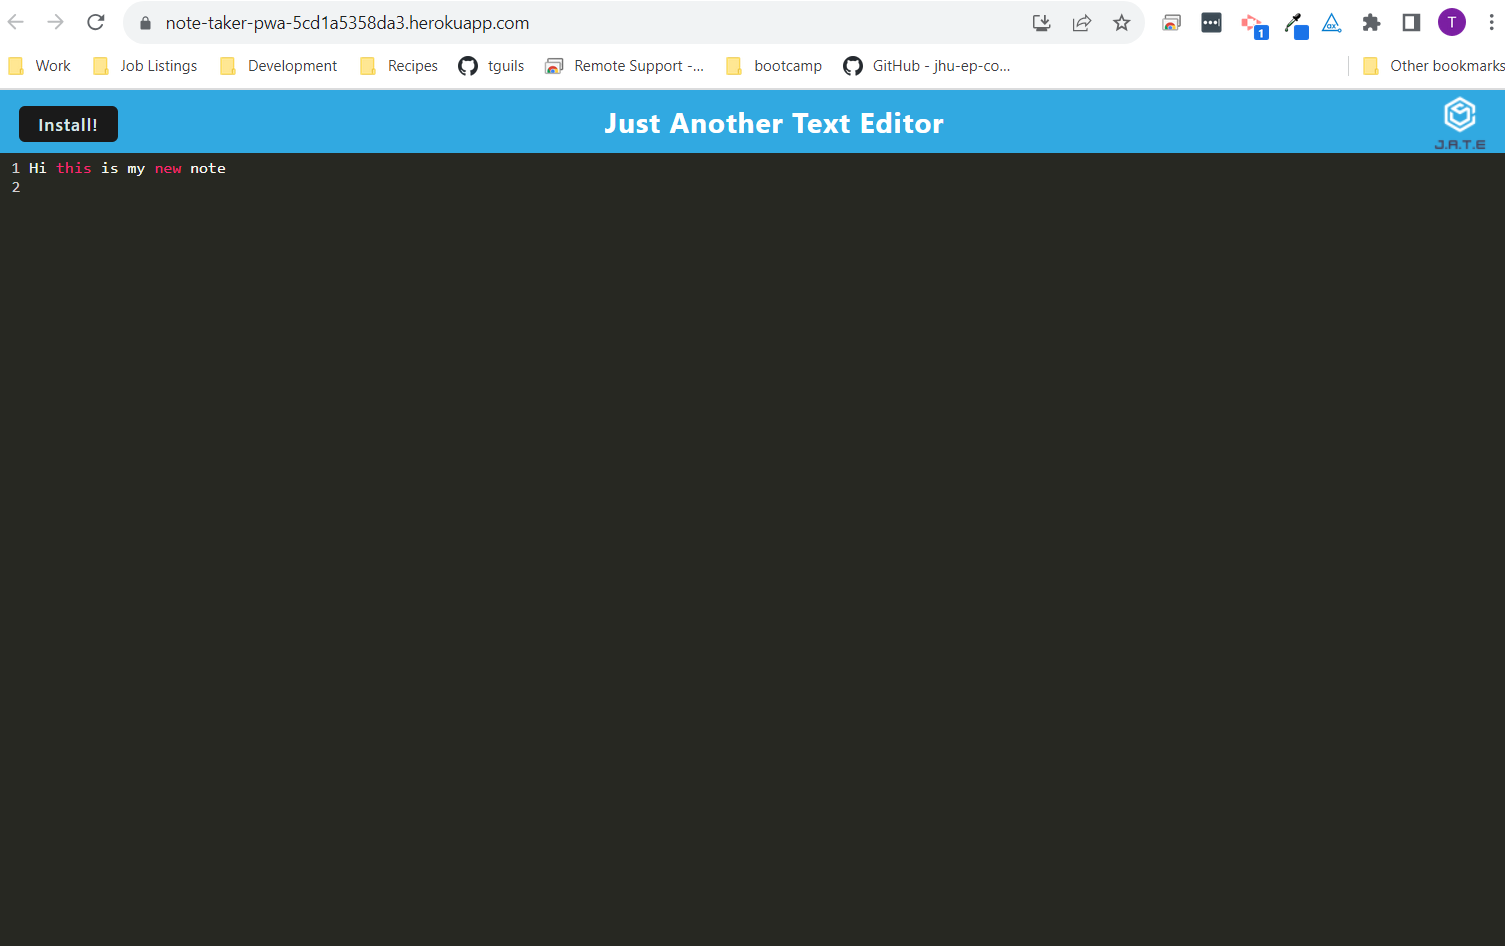 note-taker-pwa-5cd1a5358da3.herokuapp.com
1
T
Work Job Listings Development Recipes tguils Remote Support -... bootcamp GitHub - jhu-ep-co... Other bookmarks
Install! Just Another Text Editor
J.A.T.E
1 Hi this is my new note
2